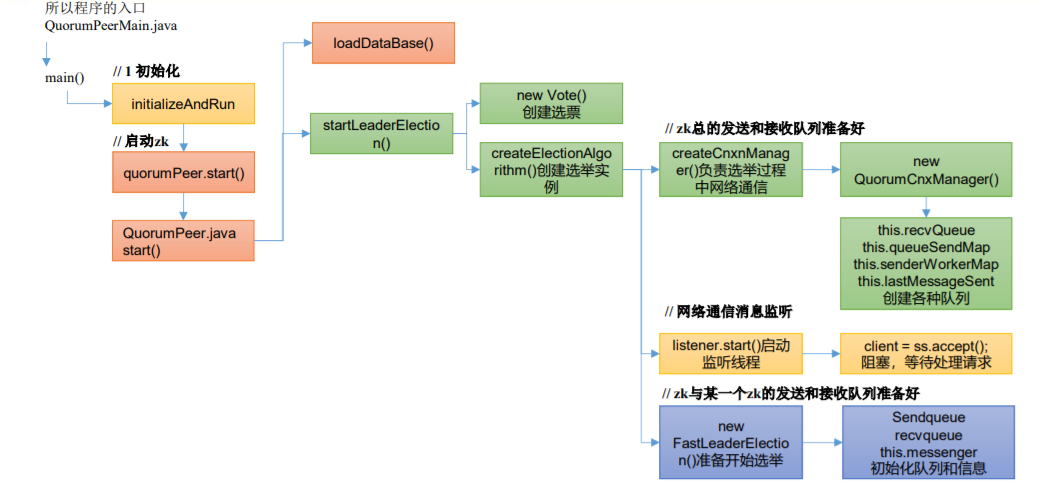 所以程序的入口
QuorumPeerMain.java
main()
// 1 初始化
initializeAndRun
// 启动zk
quorumPeer.start()
QuorumPeer.java
start()
loadDataBase()
startLeaderElectio
n()
new Vote()
创建选票
createElectionAlgo
rithm()创建选举实
例
// zk总的发送和接收队列准备好
createCnxnManag
er()负责选举过程
中网络通信
new
QuorumCnxManager()
this.recvQueue
this.queueSendMap
this.senderWorkerMap
this.lastMessageSent
创建各种队列
// 网络通信消息监听
listener.start()启动
监听线程
client = ss.accept();
阻塞，等待处理请求
// zk与某一个zk的发送和接收队列准备好
new
FastLeaderElectio
n()准备开始选举
Sendqueue
recvqueue
this.messenger
初始化队列和信息